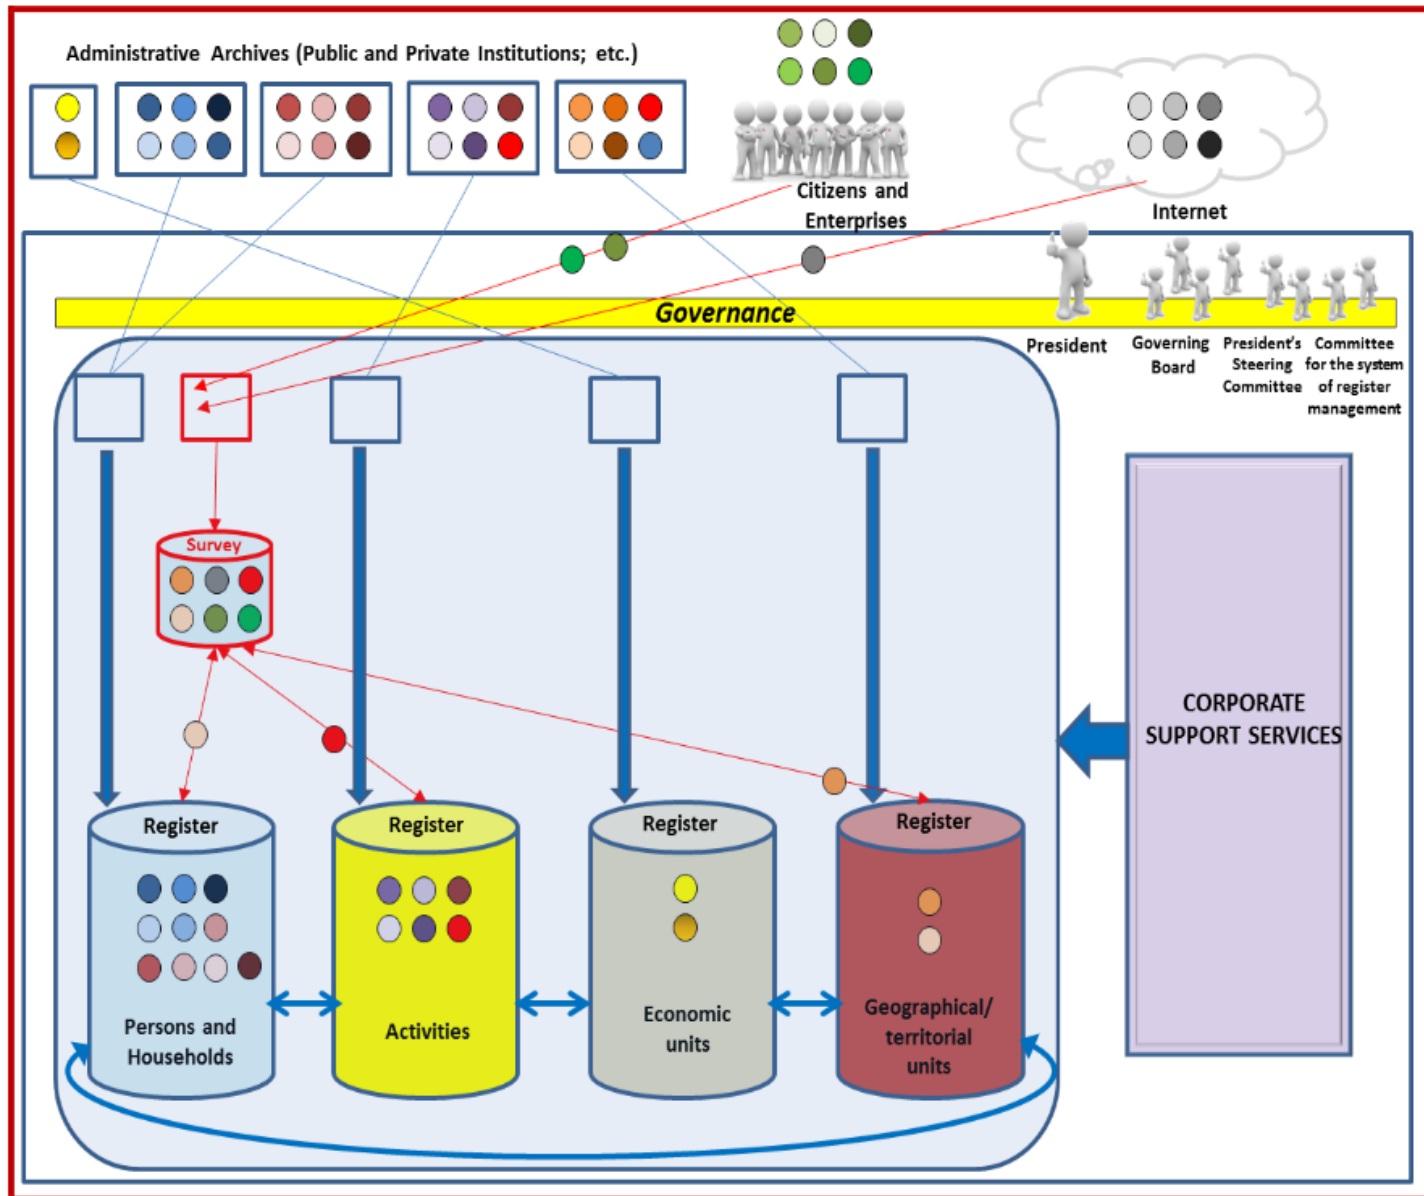 Administrative Archives (Public and Private Institutions; etc.)
Citizens and
Enterprises
Internet
Governance
President
Governing
Board
President's
Steering
Committee
Committee
for the system
of register
management
Survey
CORPORATE
SUPPORT SERVICES
Register
Register
Register
Register
Persons and
Households
Activities
Economic
units
Geographical/
territorial
units